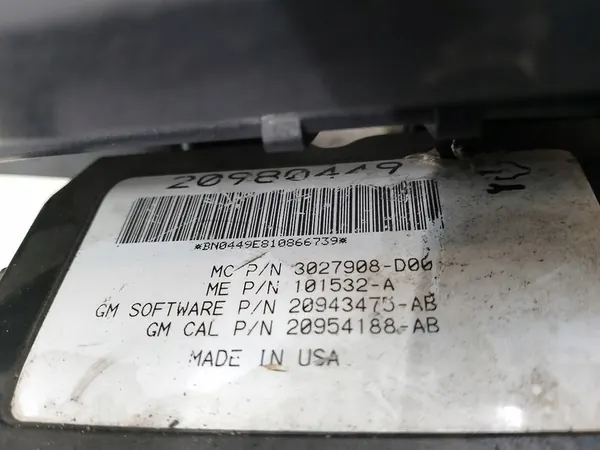 20980449
*BN0449E810866739*
MC P/N 3027908-D06
ME P/N 101532-A
GM SOFTWARE P/N 20943475-AB
GM CAL P/N 20954188-AB
MADE IN USA